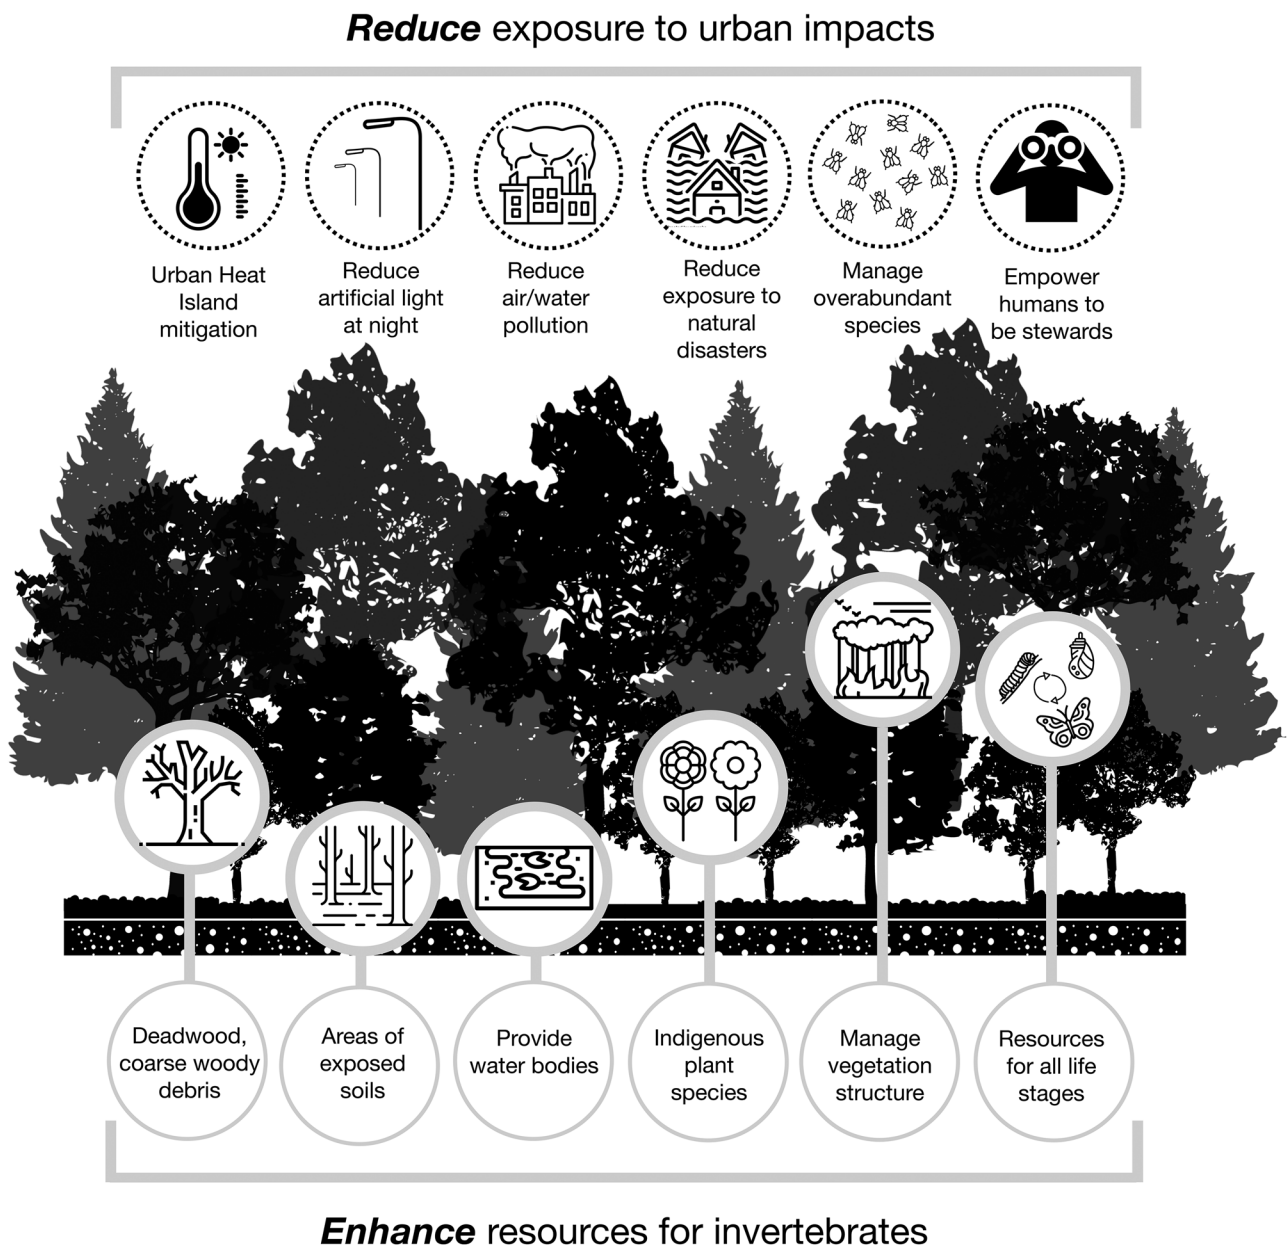 Reduce exposure to urban impacts
Urban Heat
Island
mitigation
Reduce
artificial light
at night
Reduce
air/water
pollution
Reduce
exposure to
natural
disasters
Manage
overabundant
species
Empower
humans to
be stewards
Deadwood,
coarse woody
debris
Areas of
exposed
soils
Provide
water bodies
Indigenous
plant
species
Manage
vegetation
structure
Resources
for all life
stages
Enhance resources for invertebrates